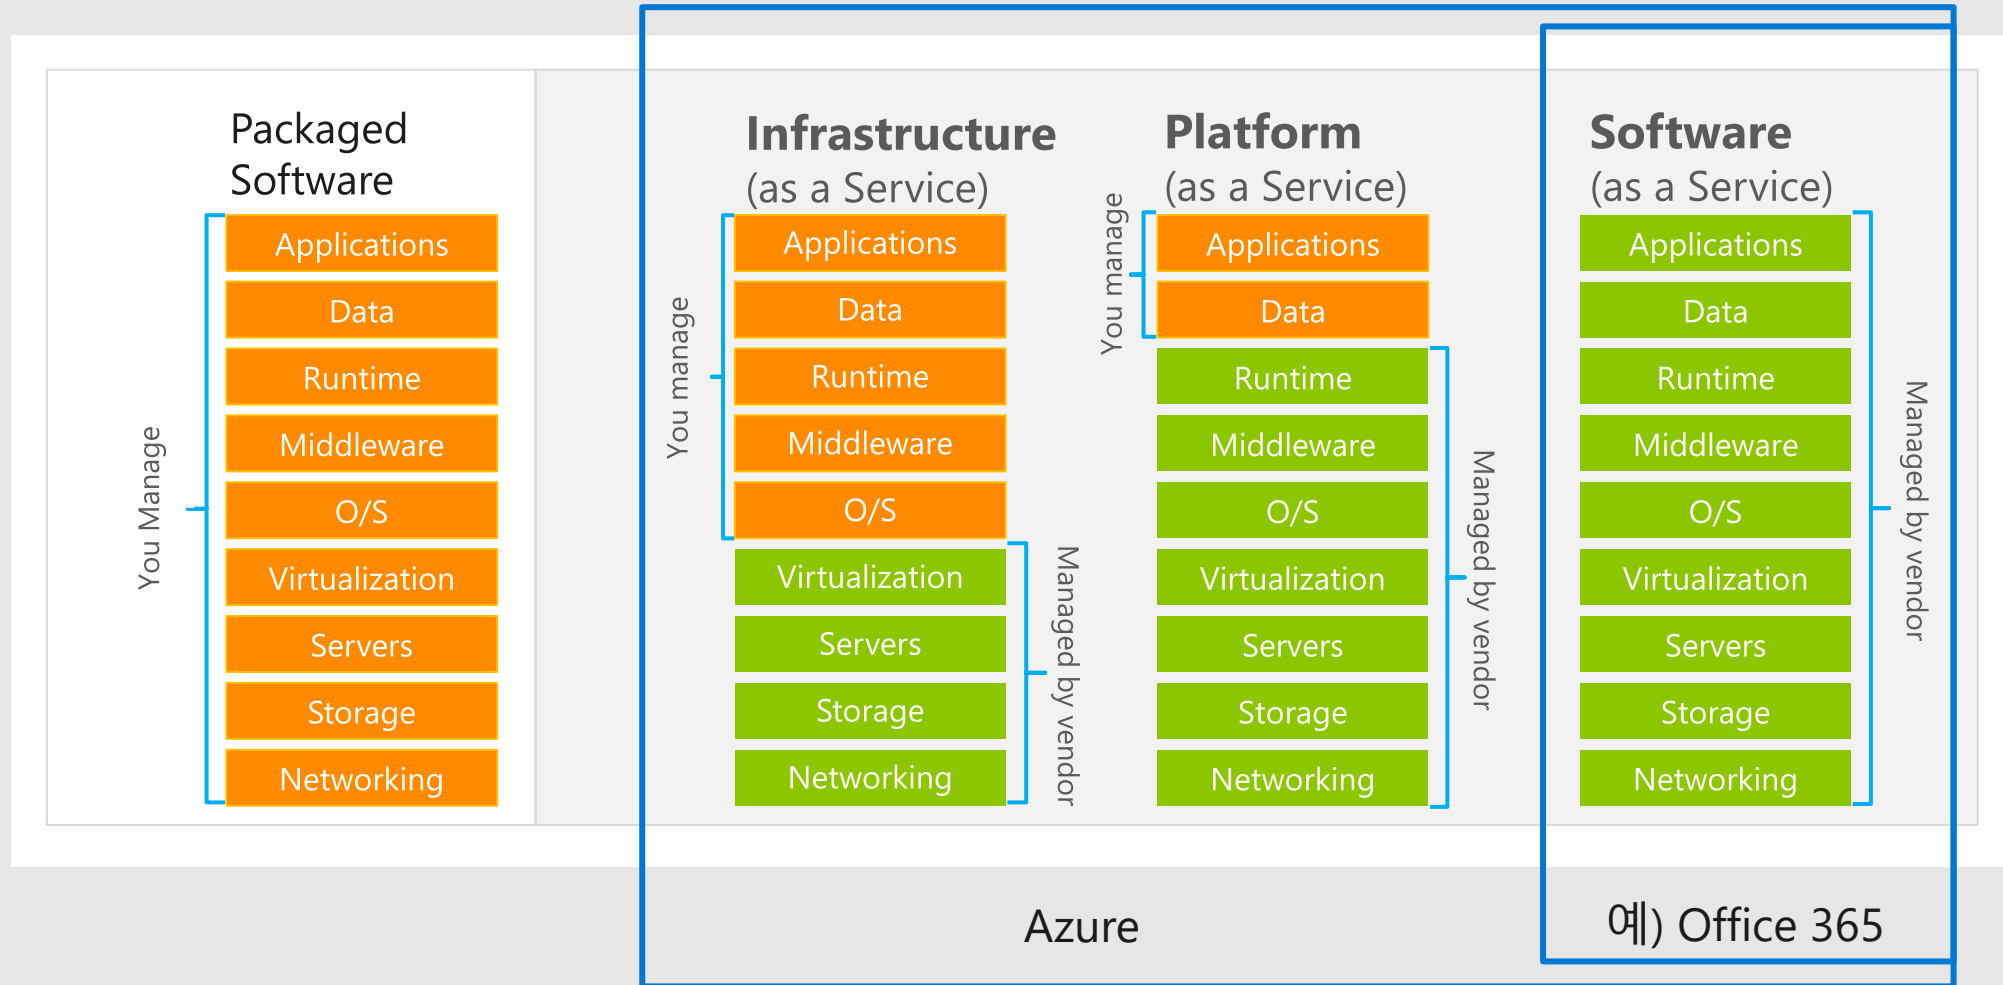 Packaged
Software
You Manage
Applications
Data
Runtime
Middleware
O/S
Virtualization
Servers
Storage
Networking
Infrastructure
(as a Service)
You manage
Applications
Data
Runtime
Middleware
O/S
Virtualization
Servers
Storage
Networking
Managed by vendor
Platform
(as a Service)
You manage
Applications
Data
Runtime
Middleware
O/S
Virtualization
Servers
Storage
Networking
Managed by vendor
Software
(as a Service)
Applications
Data
Runtime
Middleware
O/S
Virtualization
Servers
Storage
Networking
Managed by vendor
Azure
예) Office 365